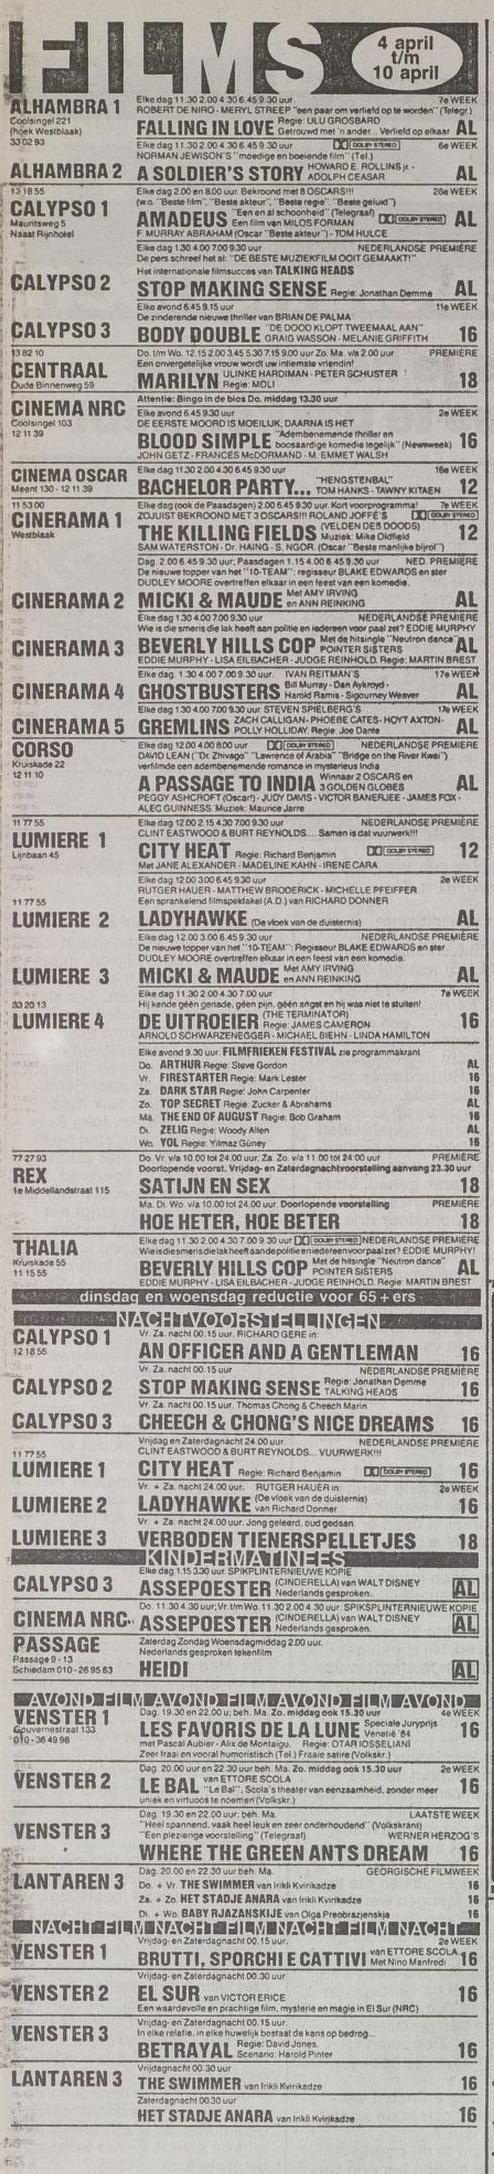 FILMS
4 april
t/m
10 april
ALHAMBRA 1
Coolsingel 221
(hoek Westblaak)
33 02 93
Elke dag 11.30 2.00 4.30 6.45 9.30 uur 7e WEEK
ROBERT DE NIRO - MERYL STREEP "een paar om verliefd op te worden" (Telegr.)
FALLING IN LOVE Regie: ULU GROSBARD
Getrouwd met 'n ander... Verliefd op elkaar AL
ALHAMBRA 2
Elke dag 11.30 2.00 4.30 6.45 9.30 uur. DOLBY STEREO 6e WEEK
NORMAN JEWISON'S "moedige en boeiende film" (Tel.)
A SOLDIER'S STORY HOWARD E. ROLLINS jr. -
ADOLPH CEASAR AL
13 18 55
CALYPSO 1
Mauritsweg 5
Naast Rijnhotel
Elke dag 2.00 en 8.00 uur. Bekroond met 8 OSCARS!!! 26e WEEK
(w.o. "Beste film", "Beste akteur", "Beste regie", "Beste geluid")
AMADEUS "Een en al schoonheid" (Telegraaf)
Een film van MILOS FORMAN DOLBY STEREO AL
F. MURRAY ABRAHAM (Oscar "Beste akteur") - TOM HULCE
CALYPSO 2
Elke dag 1.30 4.00 7.00 9.30 uur NEDERLANDSE PREMIÈRE
De pers schreef het al: "DE BESTE MUZIEKFILM OOIT GEMAAKT!"
Het internationale filmsucces van TALKING HEADS
STOP MAKING SENSE Regie: Jonathan Demme AL
CALYPSO 3
Elke avond 6.45 9.15 uur 11e WEEK
De zinderende nieuwe thriller van BRIAN DE PALMA
BODY DOUBLE "DE DOOD KLOPT TWEEMAAL AAN"
GRAIG WASSON - MELANIE GRIFFITH 16
13 82 10
CENTRAAL
Oude Binnenweg 59
Do. t/m Wo. 12.15 2.00 3.45 5.30 7.15 9.00 uur Zo. Ma. v/a 2.00 uur PREMIÈRE
Een onvergetelijke vrouw wordt uw intiemste vriendin!
MARILYN ULINKE HARDIMAN - PETER SCHUSTER
Regie: MOLI 18
Attentie: Bingo in de bios Do. middag 13.30 uur
CINEMA NRC
Coolsingel 103
12 11 39
Elke avond 6.45 9.30 uur 2e WEEK
DE EERSTE MOORD IS MOEILIJK, DAARNA IS HET
BLOOD SIMPLE "Adembenemende thriller en
boosaardige komedie tegelijk" (Newsweek) 16
JOHN GETZ - FRANCES McDORMAND - M. EMMET WALSH
CINEMA OSCAR
Meent 130 - 12 11 39
Elke dag 11.30 2.00 4.30 6.45 9.30 uur 16e WEEK
BACHELOR PARTY... "HENGSTENBAL"
TOM HANKS - TAWNY KITAEN 12
11 53 00
CINERAMA 1
Westblaak
Elke dag (ook de Paasdagen) 2.00 6.45 9.30 uur. Kort voorprogramma! 7e WEEK
ZOJUIST BEKROOND MET 3 OSCARS!!! ROLAND JOFFÉ'S DOLBY STEREO
THE KILLING FIELDS (VELDEN DES DOODS)
Muziek: Mike Oldfield 12
SAM WATERSTON - Dr. HAING - S. NGOR. (Oscar "Beste manlijke bijrol")
CINERAMA 2
Dag. 2.00 6.45 9.30 uur; Paasdagen 1.15 4.00 6.45 9.30 uur NED. PREMIÈRE
De nieuwe topper van het "10-TEAM": regisseur BLAKE EDWARDS en ster
DUDLEY MOORE overtreffen elkaar in een feest van een komedie.
MICKI & MAUDE Met AMY IRVING
en ANN REINKING AL
CINERAMA 3
Elke dag 1.30 4.00 7.00 9.30 uur NEDERLANDSE PREMIÈRE
Wie is die smeris die lak heeft aan politie en iedereen voor paal zet? EDDIE MURPHY
BEVERLY HILLS COP Met de hitsingle "Neutron dance"
POINTER SISTERS AL
EDDIE MURPHY - LISA EILBACHER - JUDGE REINHOLD. Regie: MARTIN BREST
CINERAMA 4
Elke dag. 1.30 4.00 7.00 9.30 uur. IVAN REITMAN'S 17e WEEK
GHOSTBUSTERS Bill Murray - Dan Aykroyd -
Harold Ramis - Sigourney Weaver AL
CINERAMA 5
Elke dag 1.30 4.00 7.00 9.30 uur STEVEN SPIELBERG'S 17e WEEK
GREMLINS ZACH CALLIGAN - PHOEBE CATES - HOYT AXTON -
POLLY HOLLIDAY. Regie: Joe Dante AL
CORSO
Kruiskade 22
12 11 10
Elke dag 12.00 4.00 8.00 uur DOLBY STEREO NEDERLANDSE PREMIÈRE
DAVID LEAN ("Dr. Zhivago" "Lawrence of Arabia" "Bridge on the River Kwai")
verfilmde een adembenemende romance in mysterieus India
A PASSAGE TO INDIA Winnaar 2 OSCARS en
3 GOLDEN GLOBES AL
PEGGY ASHCROFT (Oscar!) - JUDY DAVIS - VICTOR BANERJEE - JAMES FOX -
ALEC GUINNESS. Muziek: Maurice Jarre
11 77 55
LUMIERE 1
Lijnbaan 45
Elke dag 12.00 2.15 4.30 7.00 9.30 uur NEDERLANDSE PREMIÈRE
CLINT EASTWOOD & BURT REYNOLDS.... Samen is dat vuurwerk!!!
CITY HEAT Regie: Richard Benjamin DOLBY STEREO 12
Met JANE ALEXANDER - MADELINE KAHN - IRENE CARA
11 77 55
LUMIERE 2
Elke dag 12.00 3.00 6.45 9.30 uur 2e WEEK
RUTGER HAUER - MATTHEW BRODERICK - MICHELLE PFEIFFER
Een sprankelend filmspektakel (A.D.) van RICHARD DONNER
LADYHAWKE (De vloek van de duisternis) AL
LUMIERE 3
Elke dag 12.00 3.00 6.45 9.30 uur NEDERLANDSE PREMIÈRE
De nieuwe topper van het "10-TEAM": Regisseur BLAKE EDWARDS en ster
DUDLEY MOORE overtreffen elkaar in een feest van een komedie.
MICKI & MAUDE Met AMY IRVING
en ANN REINKING AL
33 20 13
LUMIERE 4
Elke dag 11.30 2.00 4.30 7.00 uur 7e WEEK
Hij kende géén genade, géén pijn, géén angst en hij was niet te stuiten!
DE UITROEIER (THE TERMINATOR)
Regie: JAMES CAMERON 16
ARNOLD SCHWARZENEGGER - MICHAEL BIEHN - LINDA HAMILTON
Elke avond 9.30 uur: FILMFRIEKEN FESTIVAL zie programmakrant
Do. ARTHUR Regie: Steve Gordon AL
Vr. FIRESTARTER Regie: Mark Lester 16
Za. DARK STAR Regie: John Carpenter 16
Zo. TOP SECRET Regie: Zucker & Abrahams AL
Ma. THE END OF AUGUST Regie: Bob Graham 16
Di. ZELIG Regie: Woody Allen AL
Wo. YOL Regie: Yilmaz Güney 16
77 27 93
REX
1e Middellandstraat 115
Do. Vr. v/a 10.00 tot 24.00 uur; Za. Zo. v/a 11.00 tot 24.00 uur PREMIÈRE
Doorlopende voorst. Vrijdag- en Zaterdagnachtvoorstelling aanvang 23.30 uur
SATIJN EN SEX 18
Ma. Di. Wo. v/a 10.00 tot 24.00 uur. Doorlopende voorstelling PREMIÈRE
HOE HETER, HOE BETER 18
THALIA
Kruiskade 55
11 15 55
Elke dag 11.30 2.00 4.30 7.00 9.30 uur DOLBY STEREO NEDERLANDSE PREMIÈRE
Wie is die smeris die lak heeft aan de politie en iedereen voor paal zet? EDDIE MURPHY!
BEVERLY HILLS COP Met de hitsingle "Neutron dance"
POINTER SISTERS AL
EDDIE MURPHY - LISA EILBACHER - JUDGE REINHOLD. Regie: MARTIN BREST
dinsdag en woensdag reductie voor 65+ers
NACHTVOORSTELLINGEN
CALYPSO 1
12 18 55
Vr. Za. nacht 00.15 uur. RICHARD GERE in:
AN OFFICER AND A GENTLEMAN 16
CALYPSO 2
Vr. Za. nacht 00.15 uur NEDERLANDSE PREMIÈRE
STOP MAKING SENSE Regie: Jonathan Demme
TALKING HEADS 16
CALYPSO 3
Vr. Za. nacht 00.15 uur. Thomas Chong & Cheech Marin
CHEECH & CHONG'S NICE DREAMS 16
11 77 55
LUMIERE 1
Vrijdag en Zaterdagnacht 24.00 uur. NEDERLANDSE PREMIÈRE
CLINT EASTWOOD & BURT REYNOLDS... VUURWERK!!!
CITY HEAT Regie: Richard Benjamin DOLBY STEREO 16
LUMIERE 2
Vr. + Za. nacht 24.00 uur. RUTGER HAUER in: 2e WEEK
LADYHAWKE (De vloek van de duisternis)
van Richard Donner 16
LUMIERE 3
Vr. + Za. nacht 24.00 uur. Jong geleerd, oud gedaan.
VERBODEN TIENERSPELLETJES 18
KINDERMATINEES
CALYPSO 3
Elke dag 1.15 3.30 uur. SPIKPLINTERNIEUWE KOPIE
ASSEPOESTER (CINDERELLA) van WALT DISNEY
Nederlands gesproken. AL
CINEMA NRC
Do. 11.30 4.30 uur; Vr. t/m Wo. 11.30 2.00 4.30 uur. SPIKSPLINTERNIEUWE KOPIE
ASSEPOESTER (CINDERELLA) van WALT DISNEY
Nederlands gesproken. AL
PASSAGE
Passage 9 - 13
Schiedam 010 - 26 95 63
Zaterdag Zondag Woensdagmiddag 2.00 uur.
Nederlands gesproken tekenfilm
HEIDI AL
AVOND FILM AVOND FILM AVOND FILM AVOND
VENSTER 1
Gouvernestraat 133
010 - 36 49 98
Dag. 19.30 en 22.00 u; beh. Ma. Zo. middag ook 15.30 uur 4e WEEK
LES FAVORIS DE LA LUNE Speciale Juryprijs
Venetië '84 16
met Pascal Aubier - Alix de Montaigu. Regie: OTAR IOSSELIANI
Zeer fraai en vooral humoristisch (Tel.) Fraaie satire (Volkskr.)
VENSTER 2
Dag. 20.00 uur en 22.30 uur beh. Ma. Zo. middag ook 15.30 uur 2e WEEK
LE BAL van ETTORE SCOLA
"Le Bal", Scola's theater van eenzaamheid, zonder meer 16
uniek en virtuoos te noemen (Volkskr.)
VENSTER 3
Dag. 19.30 en 22.00 uur; beh. Ma. LAATSTE WEEK
"Heel spannend, vaak heel leuk en zeer onderhoudend" (Volkskrant)
"Een plezierige voorstelling" (Telegraaf) WERNER HERZOG'S
WHERE THE GREEN ANTS DREAM 16
LANTAREN 3
Dag. 20.00 en 22.30 uur beh. Ma. GEORGISCHE FILMWEEK
Do. + Vr. THE SWIMMER van Irikli Kvirikadze 16
Za. + Zo. HET STADJE ANARA van Irikli Kvirikadze 16
Di. + Wo. BABY RJAZANSKIJE van Olga Preobrazjenskja 16
NACHT FILM NACHT FILM NACHT FILM NACHT
VENSTER 1
Vrijdag- en Zaterdagnacht 00.15 uur. 2e WEEK
BRUTTI, SPORCHI E CATTIVI van ETTORE SCOLA.
Met Nino Manfredi 16
VENSTER 2
Vrijdag- en Zaterdagnacht 00.30 uur
EL SUR van VICTOR ERICE 16
Een waardevolle en prachtige film, mysterie en magie in El Sur (NRC)
VENSTER 3
Vrijdag- en Zaterdagnacht 00.15 uur.
In elke relatie, in elke huwelijk bestaat de kans op bedrog...
BETRAYAL Regie: David Jones.
Scenario: Harold Pinter 16
LANTAREN 3
Vrijdagnacht 00.30 uur
THE SWIMMER van Irikli Kvirikadze 16
Zaterdagnacht 00.30 uur
HET STADJE ANARA van Irikli Kvirikadze 16